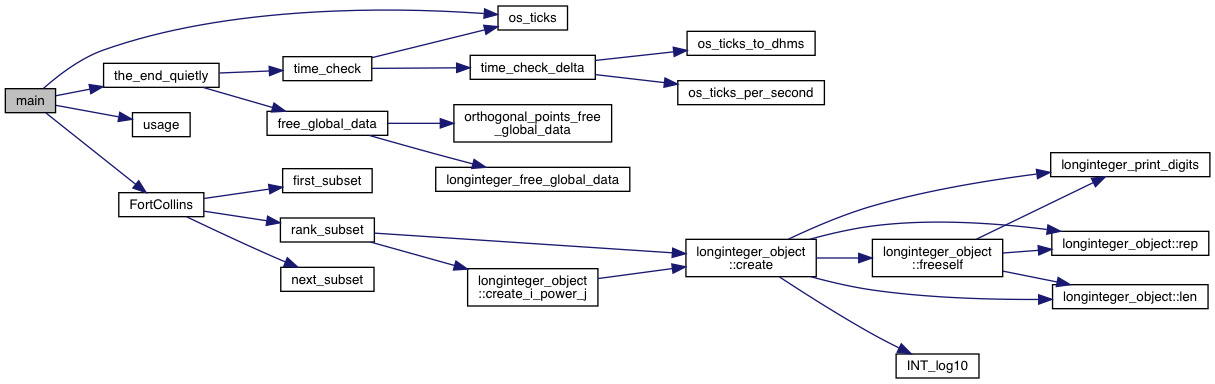 main
os_ticks
the_end_quietly
time_check
time_check_delta
os_ticks_to_dhms
os_ticks_per_second
usage
free_global_data
orthogonal_points_free
_global_data
longinteger_free_global_data
FortCollins
first_subset
rank_subset
next_subset
longinteger_object
::create_i_power_j
longinteger_object
::create
longinteger_object
::freeself
longinteger_print_digits
longinteger_object::rep
longinteger_object::len
INT_log10